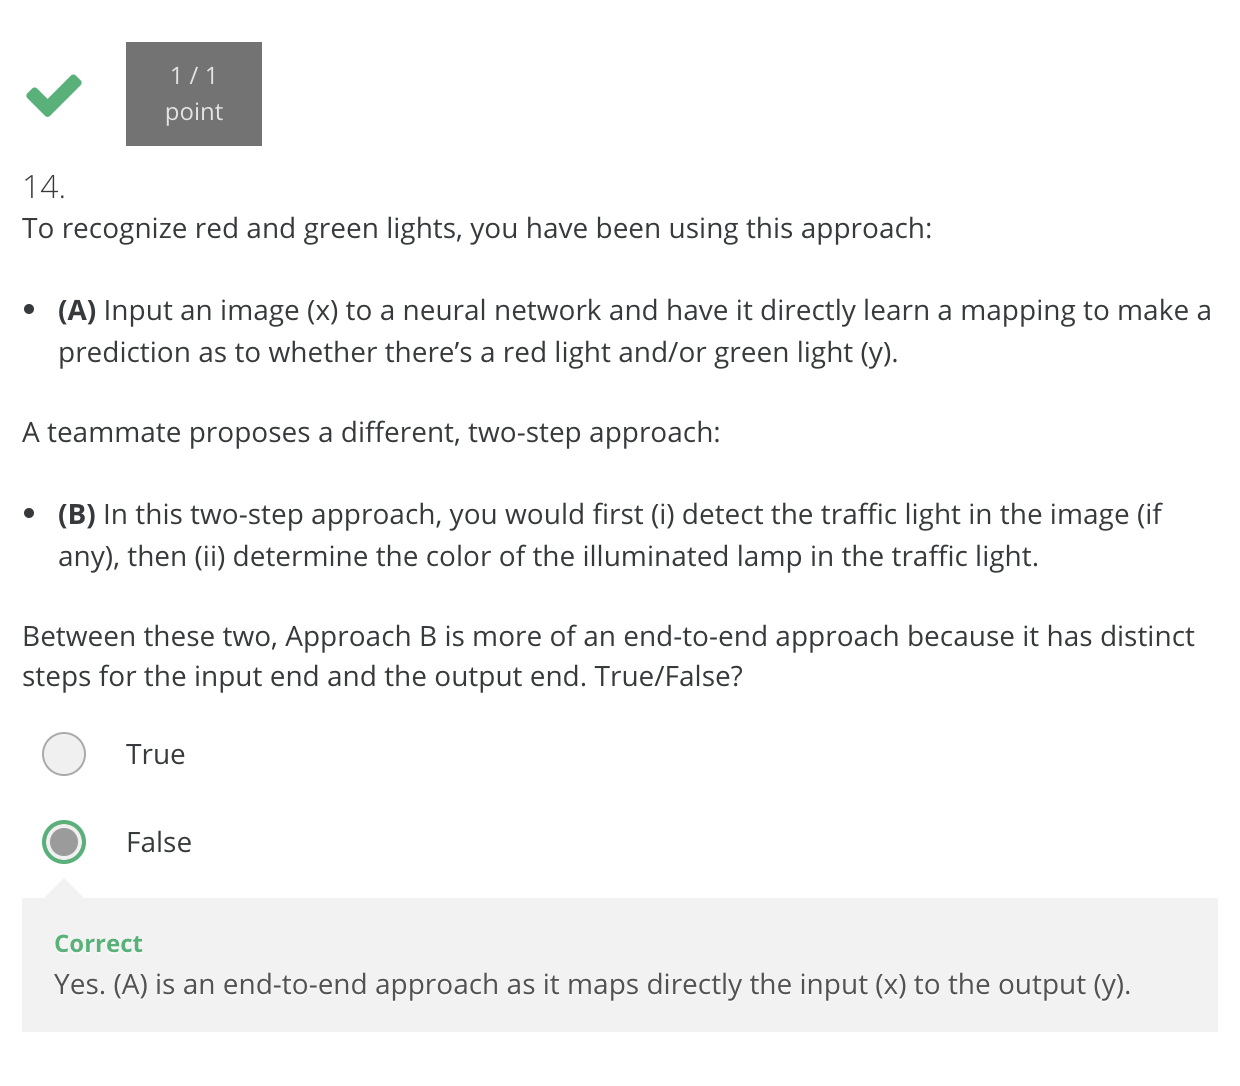 1 / 1
point
14.
To recognize red and green lights, you have been using this approach:
• (A) Input an image (x) to a neural network and have it directly learn a mapping to make a
prediction as to whether there’s a red light and/or green light (y).
A teammate proposes a different, two-step approach:
• (B) In this two-step approach, you would first (i) detect the traffic light in the image (if
any), then (ii) determine the color of the illuminated lamp in the traffic light.
Between these two, Approach B is more of an end-to-end approach because it has distinct
steps for the input end and the output end. True/False?
True
False
Correct
Yes. (A) is an end-to-end approach as it maps directly the input (x) to the output (y).